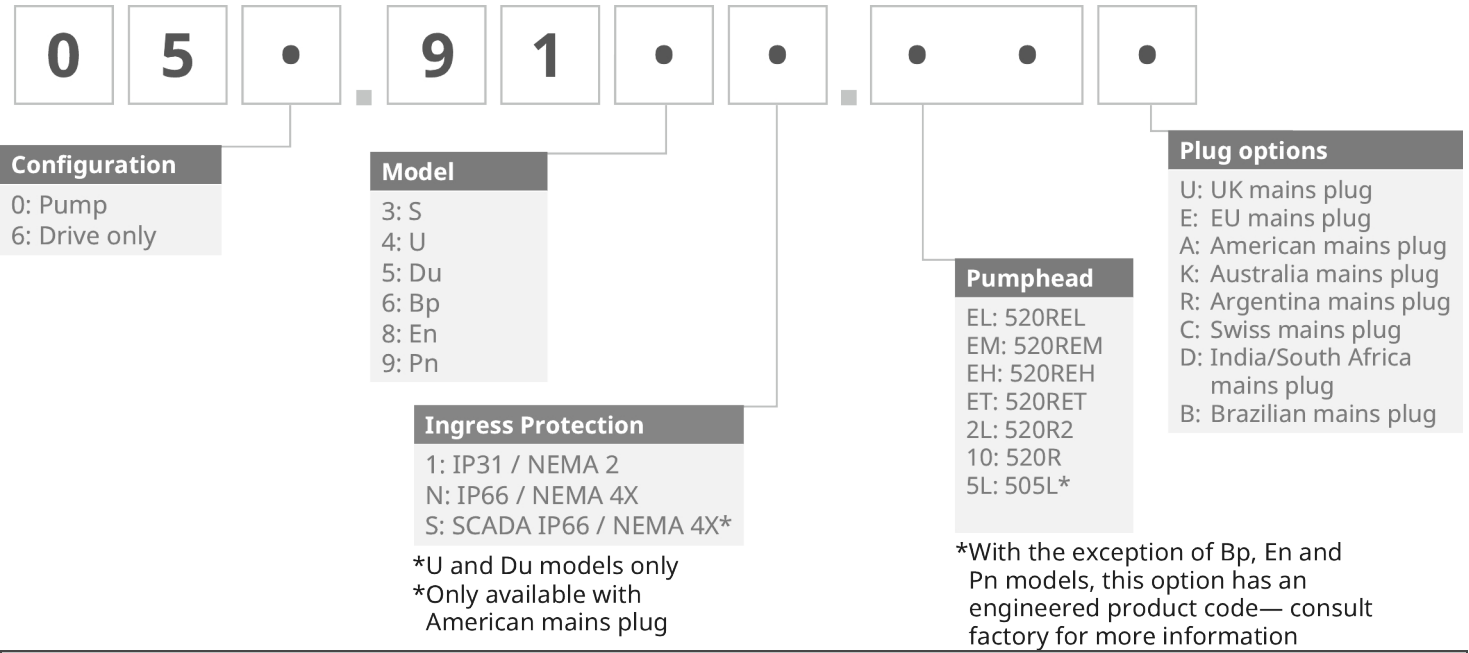 0 5 • . 9 1 • • . • • •
Configuration
0: Pump
6: Drive only
Model
3: S
4: U
5: Du
6: Bp
8: En
9: Pn
Ingress Protection
1: IP31 / NEMA 2
N: IP66 / NEMA 4X
S: SCADA IP66 / NEMA 4X*
*U and Du models only
*Only available with
American mains plug
Pumphead
EL: 520REL
EM: 520REM
EH: 520REH
ET: 520RET
2L: 520R2
10: 520R
5L: 505L*
*With the exception of Bp, En and
Pn models, this option has an
engineered product code— consult
factory for more information
Plug options
U: UK mains plug
E: EU mains plug
A: American mains plug
K: Australia mains plug
R: Argentina mains plug
C: Swiss mains plug
D: India/South Africa
mains plug
B: Brazilian mains plug